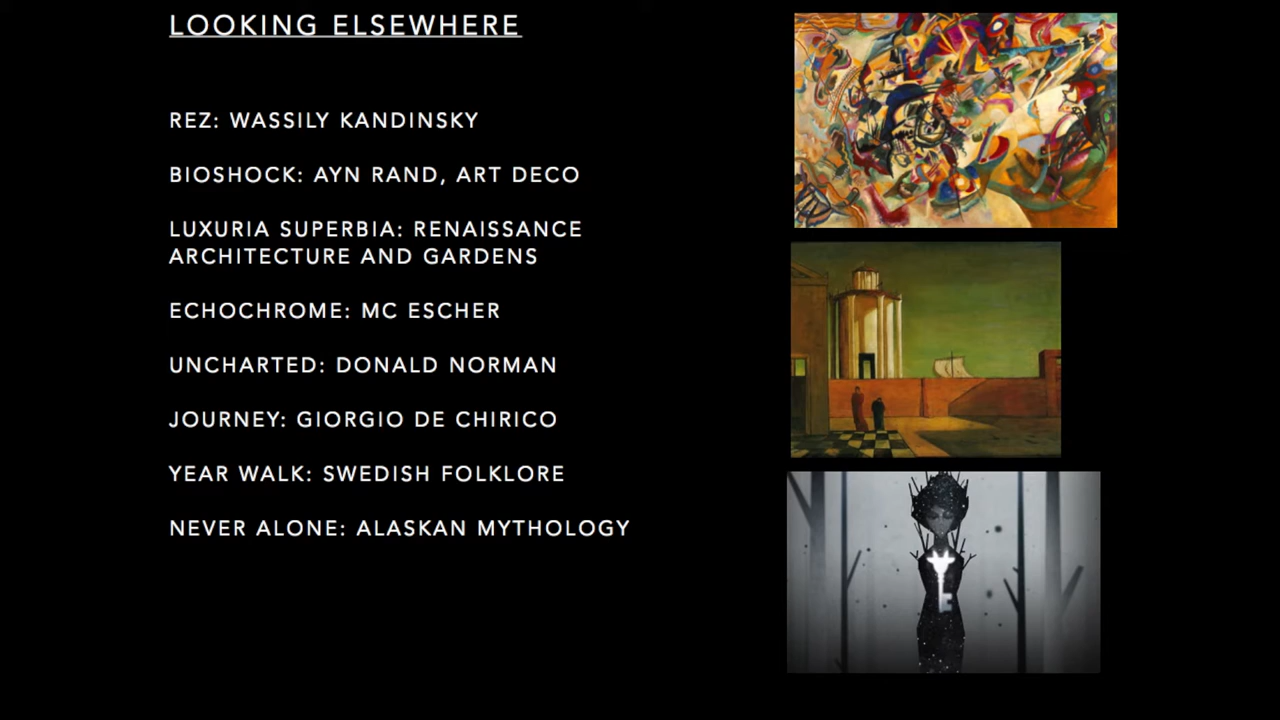 LOOKING ELSEWHERE
REZ: WASSILY KANDINSKY
BIOSHOCK: AYN RAND, ART DECO
LUXURIA SUPERBIA: RENAISSANCE
ARCHITECTURE AND GARDENS
ECHOCHROME: MC ESCHER
UNCHARTED: DONALD NORMAN
JOURNEY: GIORGIO DE CHIRICO
YEAR WALK: SWEDISH FOLKLORE
NEVER ALONE: ALASKAN MYTHOLOGY